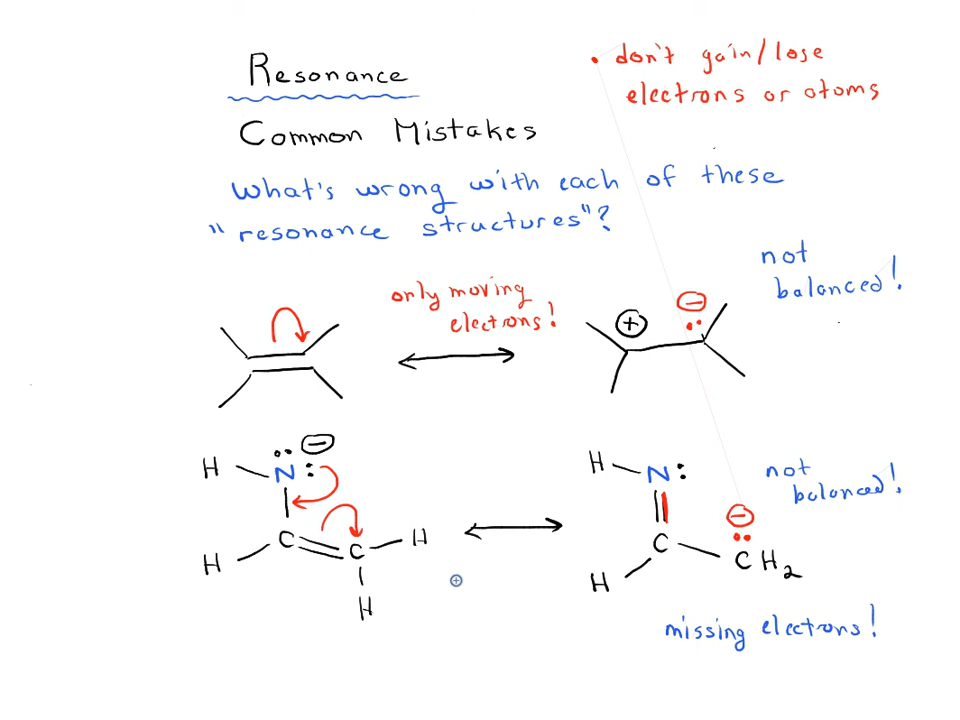 Resonance
• don't gain/lose
electrons or atoms
Common Mistakes
What's wrong with each of these
"resonance structures"?
not
balanced!
only moving
electrons!
+
−
−
H N
C C H
H
H
H N
C
C H2
H
−
not
balanced!
missing electrons!